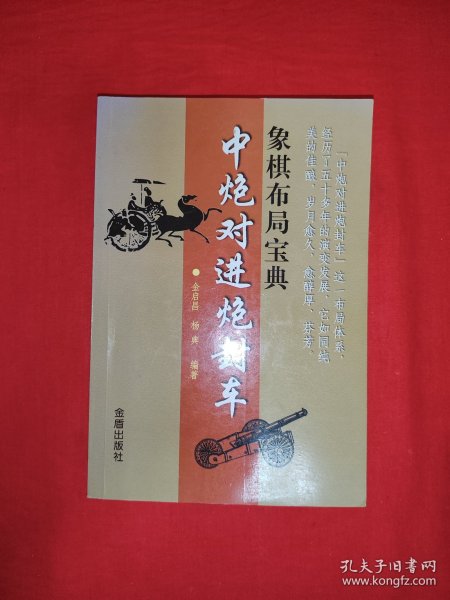 「中炮对进炮封车」这一布局体系，
经历了五十多年的演变发展，它如同纯
美的佳酿，岁月愈久，愈醇厚、芬芳。
象棋布局宝典
中炮对进炮封车
金启昌 杨典 编著
金盾出版社
孔夫子旧书网
www.kongfz.com